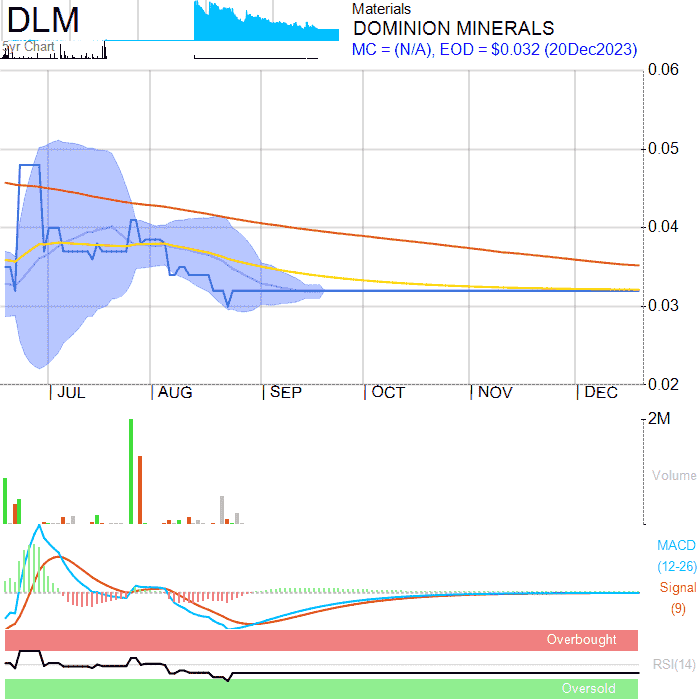 DLM
5yr Chart
Materials
DOMINION MINERALS
MC = (N/A), EOD = $0.032 (20Dec2023)
0.06
0.05
0.04
0.03
0.02
JUL AUG SEP OCT NOV DEC
2M
Volume
MACD
(12-26)
Signal
(9)
Overbought
RSI(14)
Oversold